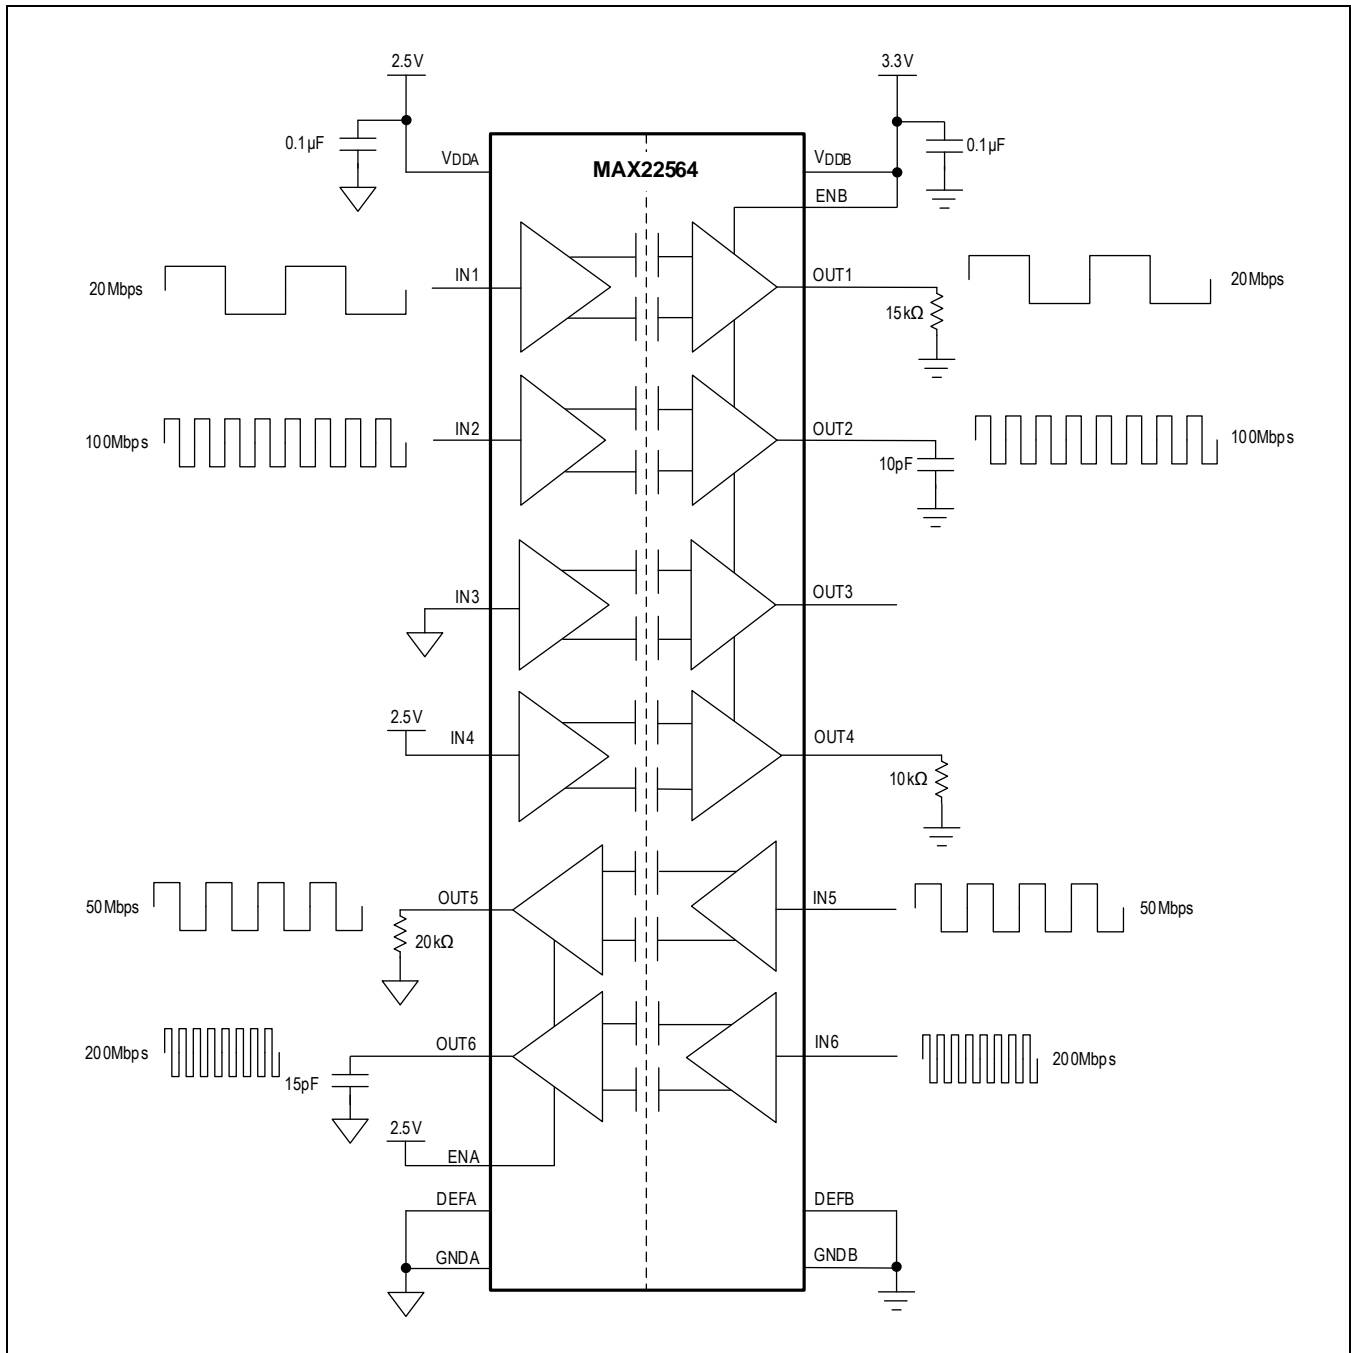 2.5V
3.3V
0.1µF
0.1µF
VDDA
MAX22564
VDDB
ENB
20Mbps
IN1
OUT1
20Mbps
15kΩ
100Mbps
IN2
OUT2
100Mbps
10pF
IN3
OUT3
2.5V
IN4
OUT4
10kΩ
50Mbps
OUT5
IN5
50Mbps
20kΩ
200Mbps
OUT6
IN6
200Mbps
15pF
2.5V
ENA
DEFA
DEFB
GNDA
GNDB